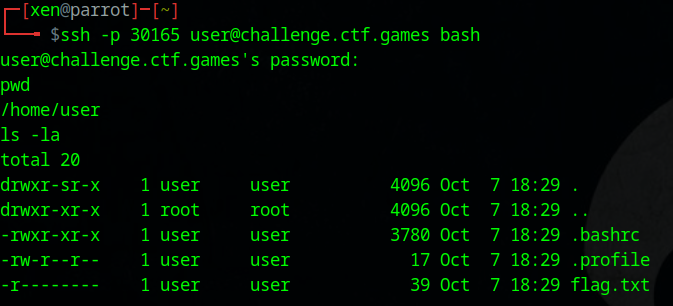 ┌─[xen@parrot]─[~]
└──╼ $ssh -p 30165 user@challenge.ctf.games bash
user@challenge.ctf.games's password:
pwd
/home/user
ls -la
total 20
drwxr-sr-x    1 user     user          4096 Oct  7 18:29 .
drwxr-xr-x    1 root     root          4096 Oct  7 18:29 ..
-rwxr-xr-x    1 user     user          3780 Oct  7 18:29 .bashrc
-rw-r--r--    1 user     user            17 Oct  7 18:29 .profile
-r--------    1 user     user            39 Oct  7 18:29 flag.txt